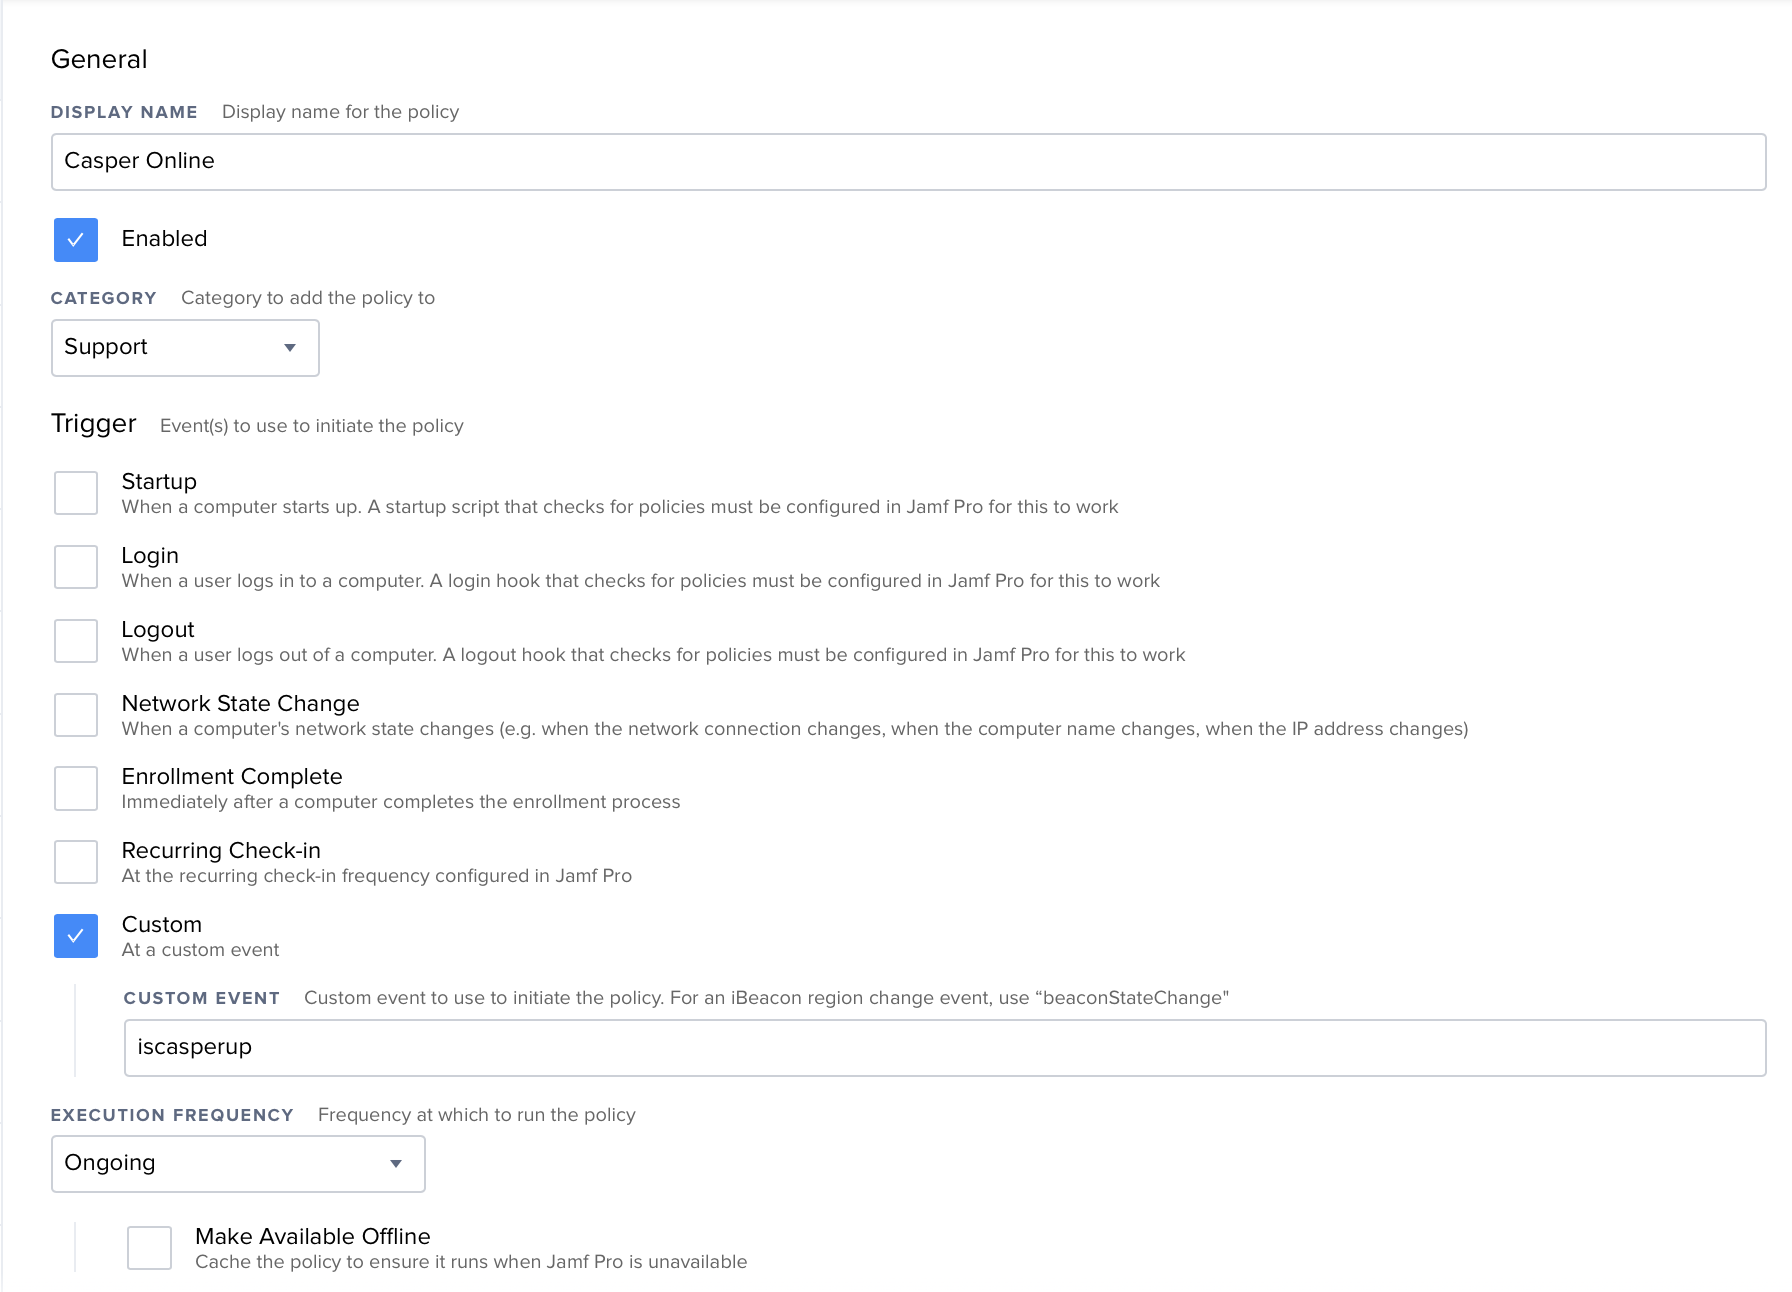 General
DISPLAY NAME Display name for the policy
Casper Online
Enabled
CATEGORY Category to add the policy to
Support
Trigger Event(s) to use to initiate the policy
Startup
When a computer starts up. A startup script that checks for policies must be configured in Jamf Pro for this to work
Login
When a user logs in to a computer. A login hook that checks for policies must be configured in Jamf Pro for this to work
Logout
When a user logs out of a computer. A logout hook that checks for policies must be configured in Jamf Pro for this to work
Network State Change
When a computer's network state changes (e.g. when the network connection changes, when the computer name changes, when the IP address changes)
Enrollment Complete
Immediately after a computer completes the enrollment process
Recurring Check-in
At the recurring check-in frequency configured in Jamf Pro
Custom
At a custom event
CUSTOM EVENT Custom event to use to initiate the policy. For an iBeacon region change event, use “beaconStateChange"
iscasperup
EXECUTION FREQUENCY Frequency at which to run the policy
Ongoing
Make Available Offline
Cache the policy to ensure it runs when Jamf Pro is unavailable